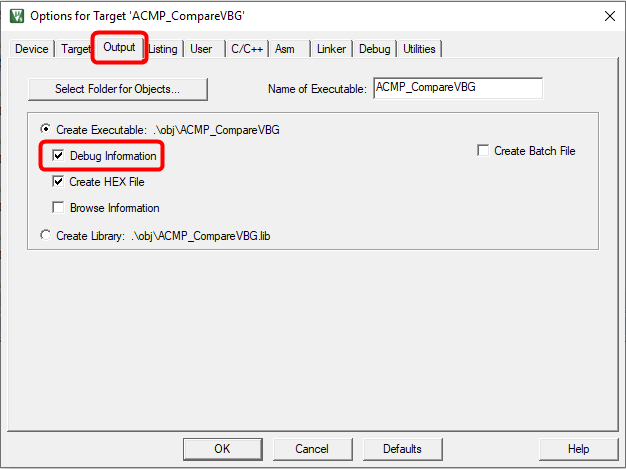 Options for Target 'ACMP_CompareVBG'
Device Target Output Listing User C/C++ Asm Linker Debug Utilities
Select Folder for Objects... Name of Executable: ACMP_CompareVBG
Create Executable: .\obj\ACMP_CompareVBG
Debug Information Create Batch File
Create HEX File
Browse Information
Create Library: .\obj\ACMP_CompareVBG.lib
OK Cancel Defaults Help